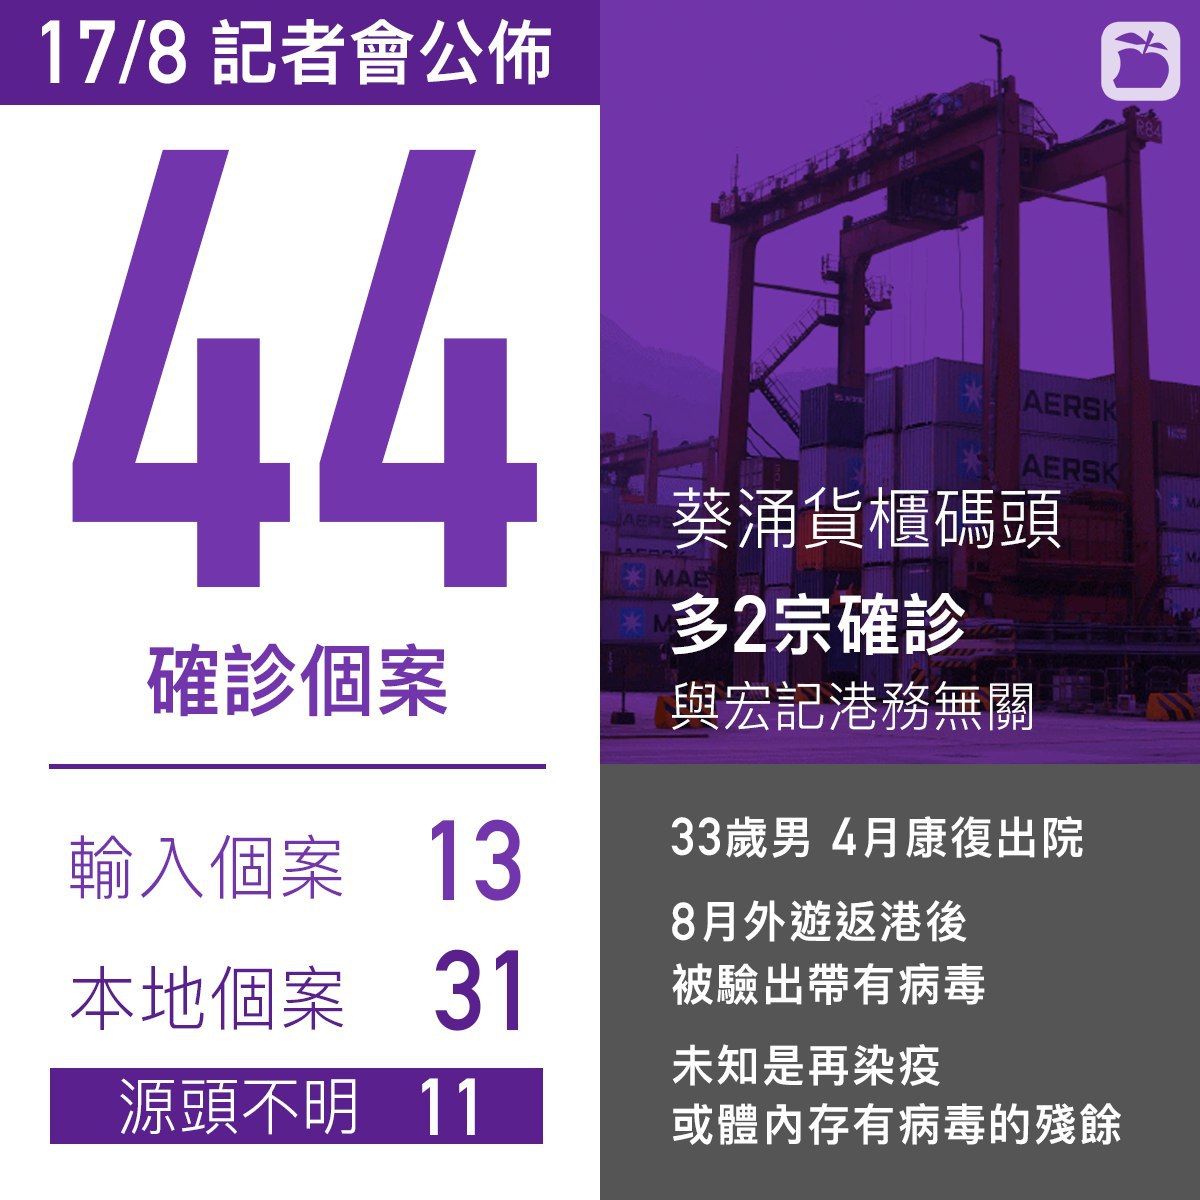 17/8 記者會公佈
44
確診個案
輸入個案 13
本地個案 31
源頭不明 11
R84
AERSK
AERSK
MAE
葵涌貨櫃碼頭
多2宗確診
與宏記港務無關
33歲男 4月康復出院
8月外遊返港後
被驗出帶有病毒
未知是再染疫
或體內存有病毒的殘餘